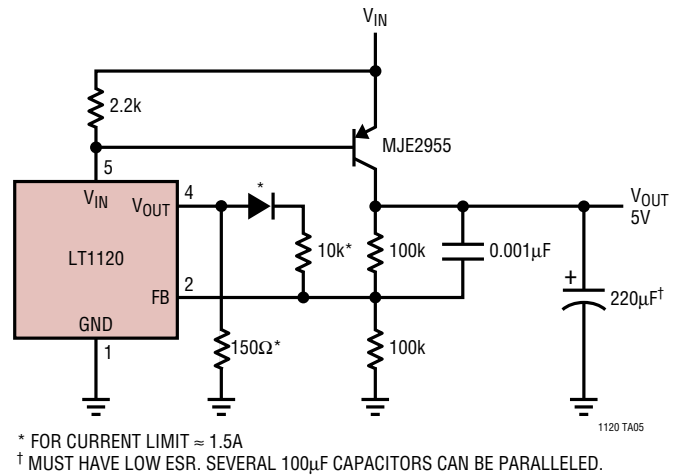 VIN
2.2k
MJE2955
5
VIN
VOUT
4
*
VOUT
5V
LT1120
10k*
100k
0.001µF
FB
2
+
220µF†
GND
1
150Ω*
100k
1120 TA05
* FOR CURRENT LIMIT ≈ 1.5A
† MUST HAVE LOW ESR. SEVERAL 100µF CAPACITORS CAN BE PARALLELED.